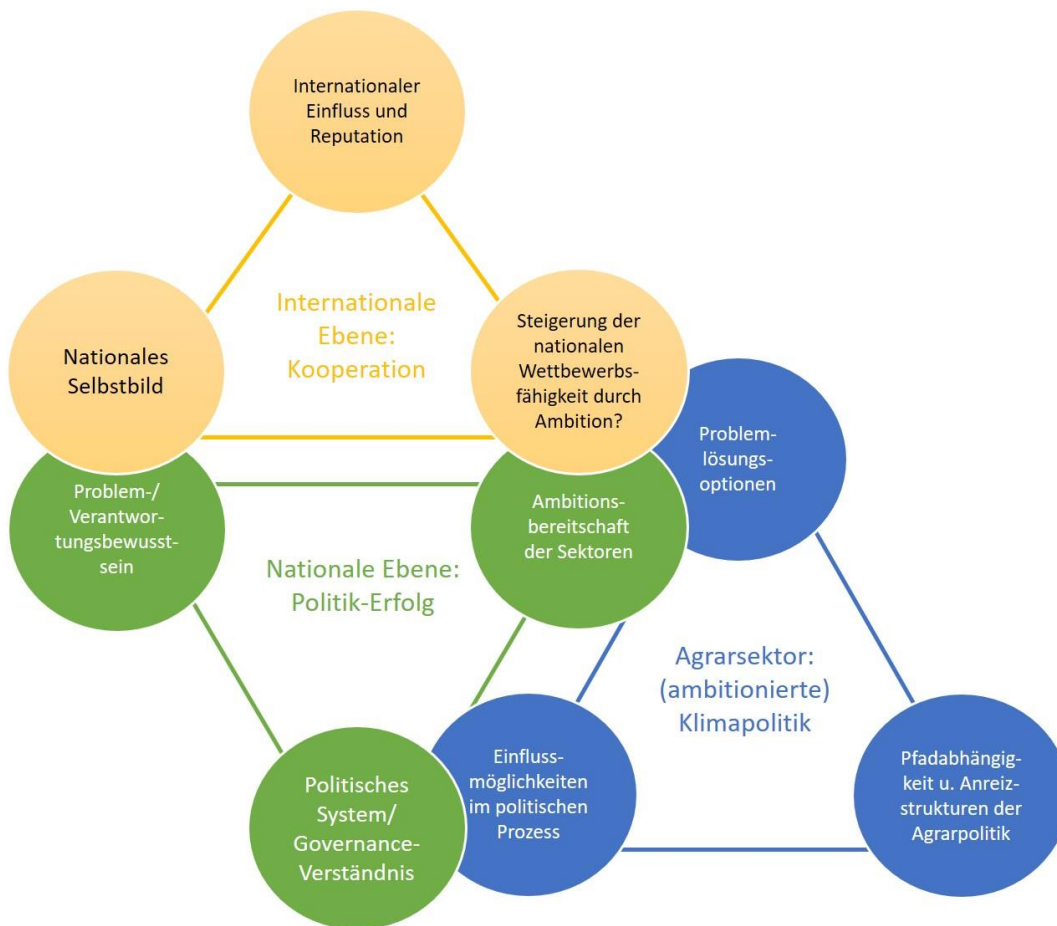 Internationaler
Einfluss und
Reputation
Internationale
Ebene:
Kooperation
Nationales
Selbstbild
Steigerung der
nationalen
Wettbewerbs-
fähigkeit durch
Ambition?
Problem-
lösungs-
optionen
Problem-/
Verantwor-
tungsbewusst-
sein
Ambitions-
bereitschaft
der Sektoren
Nationale Ebene:
Politik-Erfolg
Agrarsektor:
(ambitionierte)
Klimapolitik
Politisches
System/
Governance-
Verständnis
Einfluss-
möglichkeiten
im politischen
Prozess
Pfadabhängig-
keit u. Anreiz-
strukturen der
Agrarpolitik